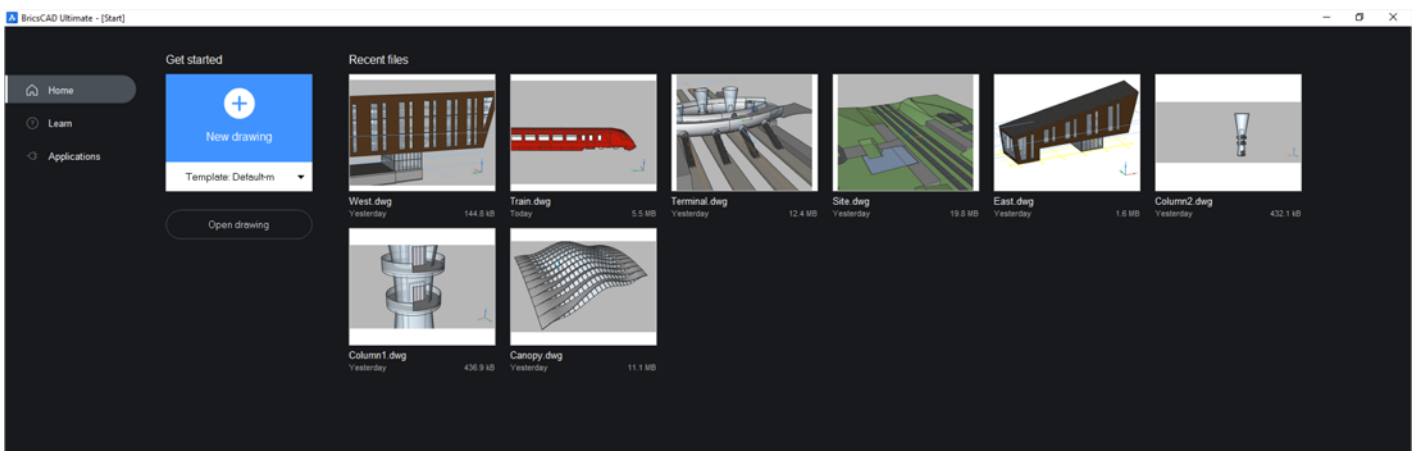 BricsCAD Ultimate - [Start]
Get started
Recent files
Home
Learn
Applications
New drawing
Template: Default-m
Open drawing
West.dwg
Yesterday 144.8 kB
Train.dwg
Today 5.5 MB
Terminal.dwg
Yesterday 12.4 MB
Site.dwg
Yesterday 19.8 MB
East.dwg
Yesterday 1.6 MB
Column2.dwg
Yesterday 432.1 kB
Column1.dwg
Yesterday 436.9 kB
Canopy.dwg
Yesterday 11.1 MB